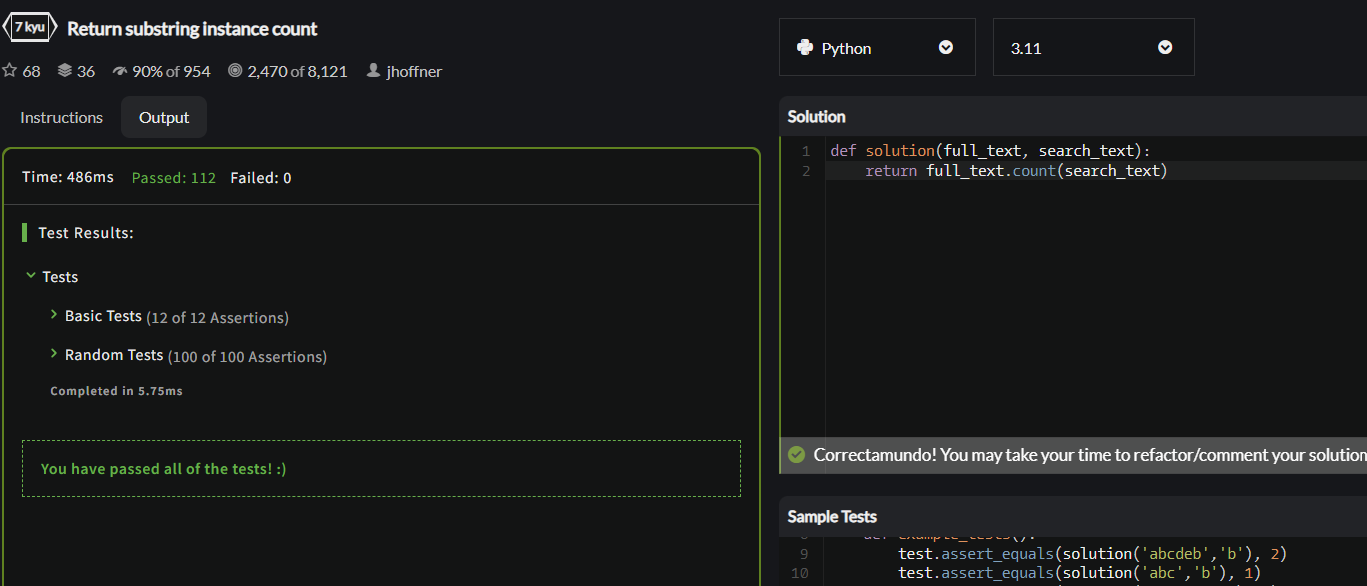 7 kyu Return substring instance count
68 36 90% of 954 2,470 of 8,121 jhoffner
Instructions Output
Time: 486ms Passed: 112 Failed: 0
Test Results:
Tests
Basic Tests (12 of 12 Assertions)
Random Tests (100 of 100 Assertions)
Completed in 5.75ms
You have passed all of the tests! :)
Python 3.11
Solution
1 def solution(full_text, search_text):
2 return full_text.count(search_text)
Correctamundo! You may take your time to refactor/comment your solution
Sample Tests
8 def example_tests():
9 test.assert_equals(solution('abcdeb','b'), 2)
10 test.assert_equals(solution('abc','b'), 1)